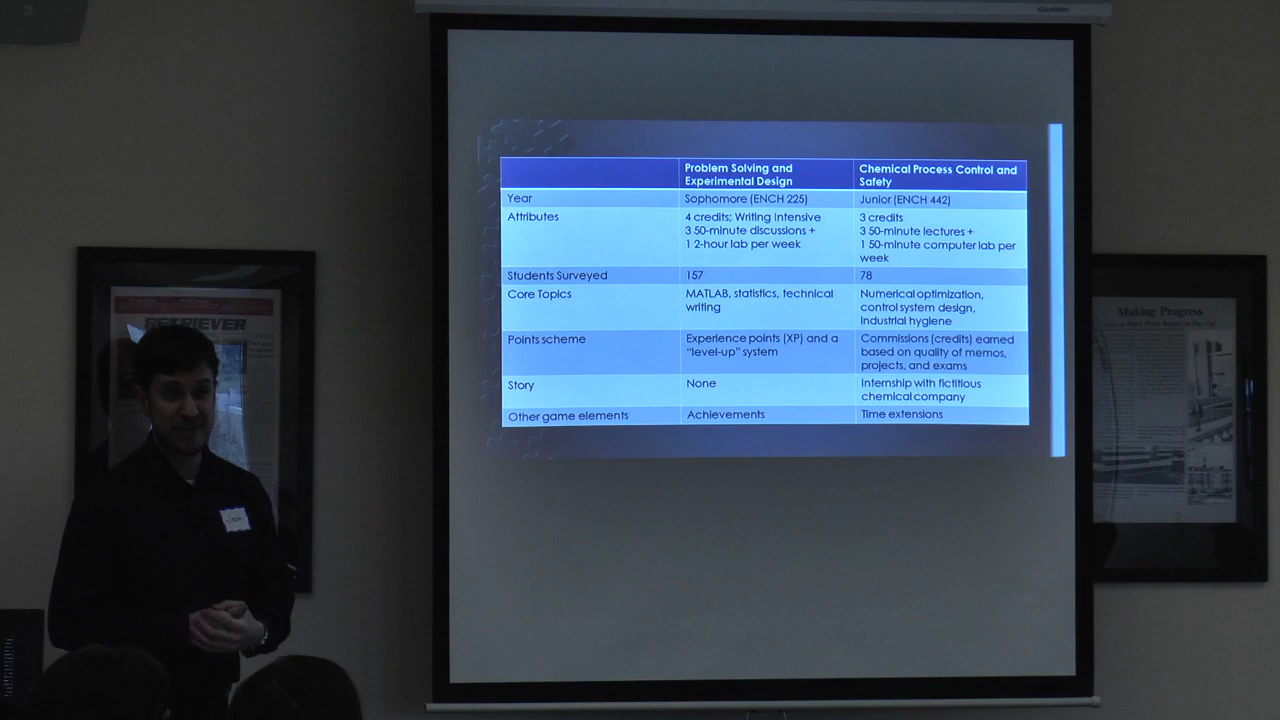 Problem Solving and
Experimental Design
Chemical Process Control and
Safety
Year
Sophomore (ENCH 225)
Junior (ENCH 442)
Attributes
4 credits; Writing Intensive
3 50-minute discussions +
1 2-hour lab per week
3 credits
3 50-minute lectures +
1 50-minute computer lab per
week
Students Surveyed
157
78
Core Topics
MATLAB, statistics, technical
writing
Numerical optimization,
control system design,
Industrial hygiene
Points scheme
Experience points (XP) and a
“level-up” system
Commissions (credits) earned
based on quality of memos,
projects, and exams
Story
None
Internship with fictitious
chemical company
Other game elements
Achievements
Time extensions
RETRIEVER
Making Progress